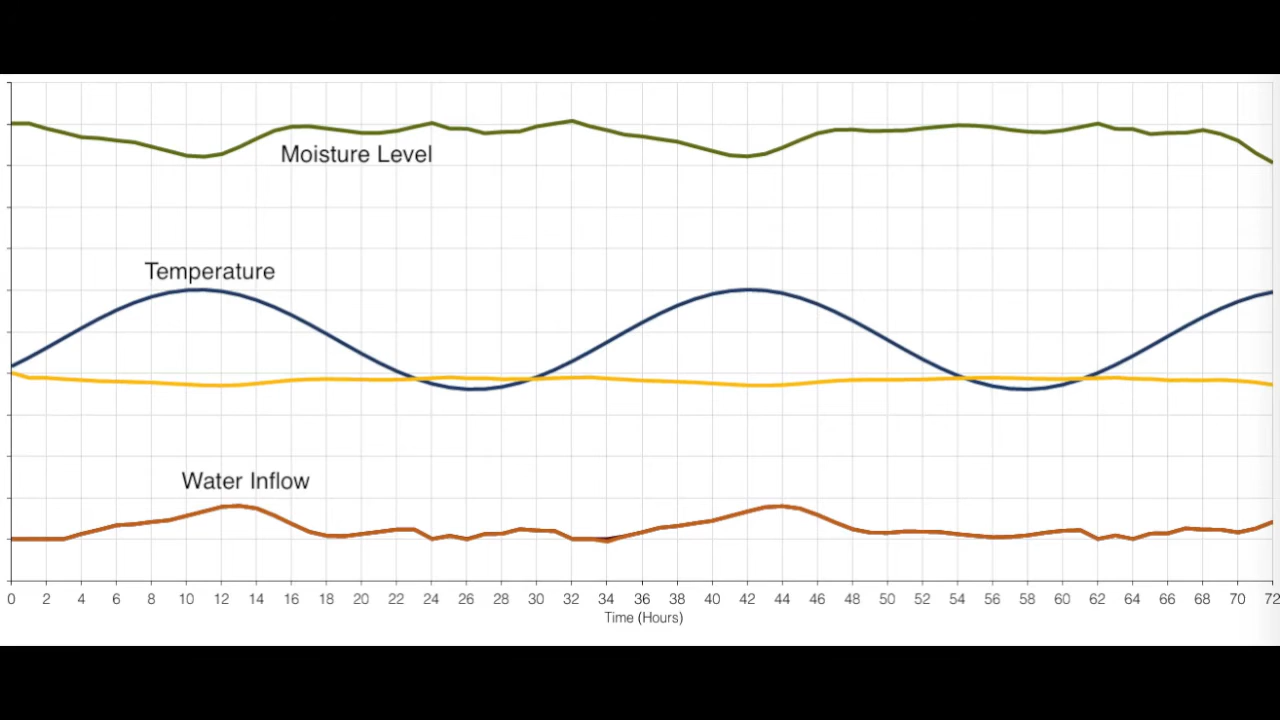 Moisture Level
Temperature
Water Inflow
0 2 4 6 8 10 12 14 16 18 20 22 24 26 28 30 32 34 36 38 40 42 44 46 48 50 52 54 56 58 60 62 64 66 68 70 72
Time (Hours)